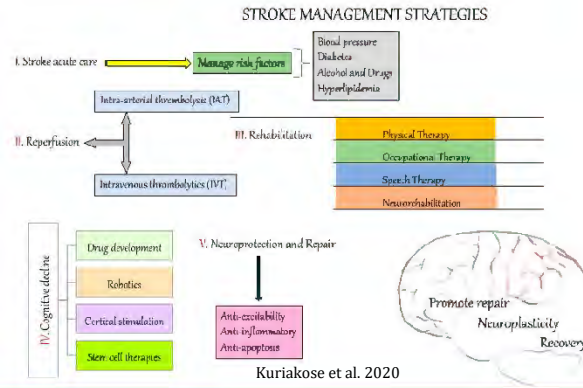 STROKE MANAGEMENT STRATEGIES
I. Stroke acute care
Manage risk factors
Blood pressure
Diabetes
Alcohol and Drugs
Hyperlipidemia
Intra-arterial thrombolysis (IAT)
II. Reperfusion
Intravenous thrombolytics (IVT)
III. Rehabilitation
Physical Therapy
Occupational Therapy
Speech Therapy
Neurorehabilitation
IV. Cognitive decline
Drug development
Robotics
Cortical stimulation
Stem cell therapies
V. Neuroprotection and Repair
Anti-excitability
Anti inflammatory
Anti-apoptosis
Promote repair
Neuroplasticity
Recovery
Kuriakose et al. 2020